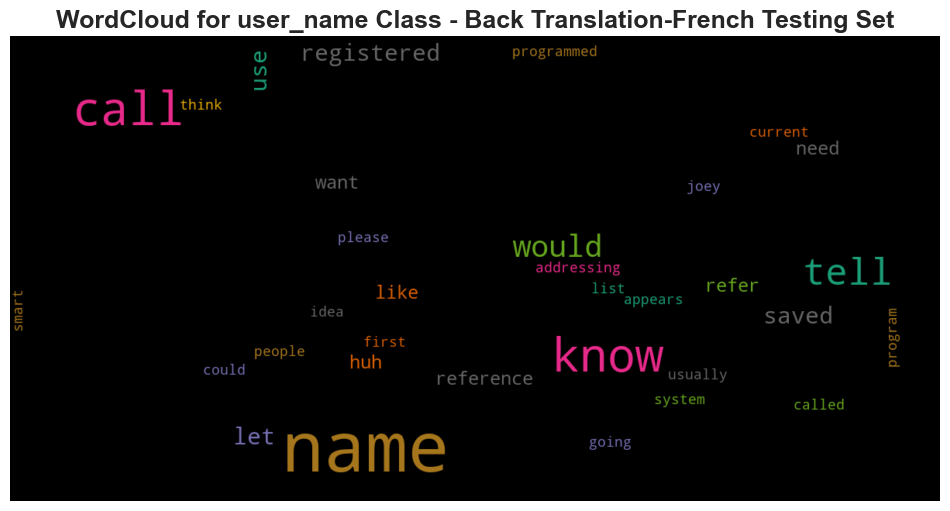 WordCloud for user_name Class - Back Translation-French Testing Set
registered
programmed
use
call
think
current
need
want
joey
please
would
addressing
tell
like
list
refer
appears
smart
idea
saved
program
first
people
huh
know
could
reference
usually
system
called
let
name
going